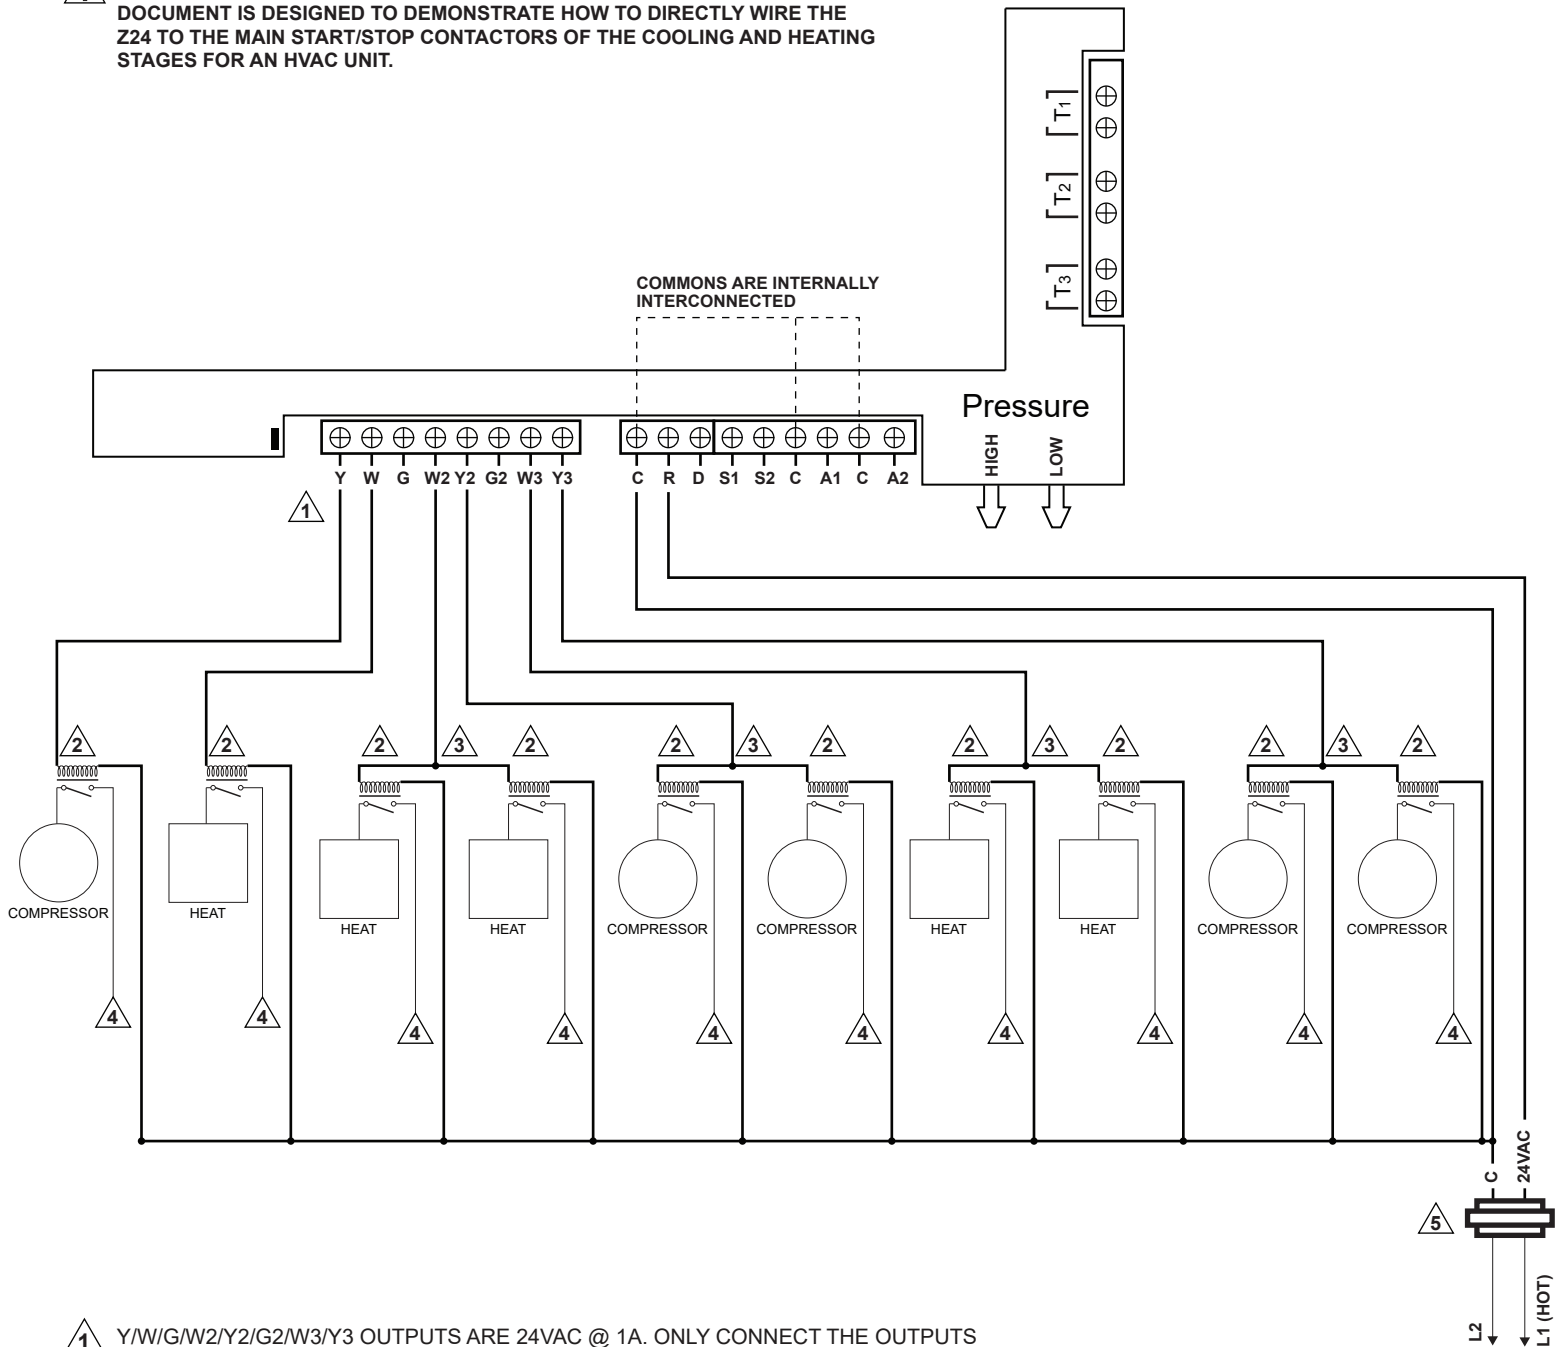 DOCUMENT IS DESIGNED TO DEMONSTRATE HOW TO DIRECTLY WIRE THE
Z24 TO THE MAIN START/STOP CONTACTORS OF THE COOLING AND HEATING
STAGES FOR AN HVAC UNIT.
T1
T2
T3
COMMONS ARE INTERNALLY
INTERCONNECTED
Pressure
HIGH
LOW
Y W G W2 Y2 G2 W3 Y3
C R D S1 S2 C A1 C A2
1
2 2 2 3 2 2 3 2 2 3 2 2 3 2
COMPRESSOR
HEAT
HEAT
HEAT
COMPRESSOR
COMPRESSOR
HEAT
HEAT
COMPRESSOR
COMPRESSOR
4 4 4 4 4 4 4 4 4 4
C
24VAC
5
L2
L1 (HOT)
1 Y/W/G/W2/Y2/G2/W3/Y3 OUTPUTS ARE 24VAC @ 1A. ONLY CONNECT THE OUTPUTS